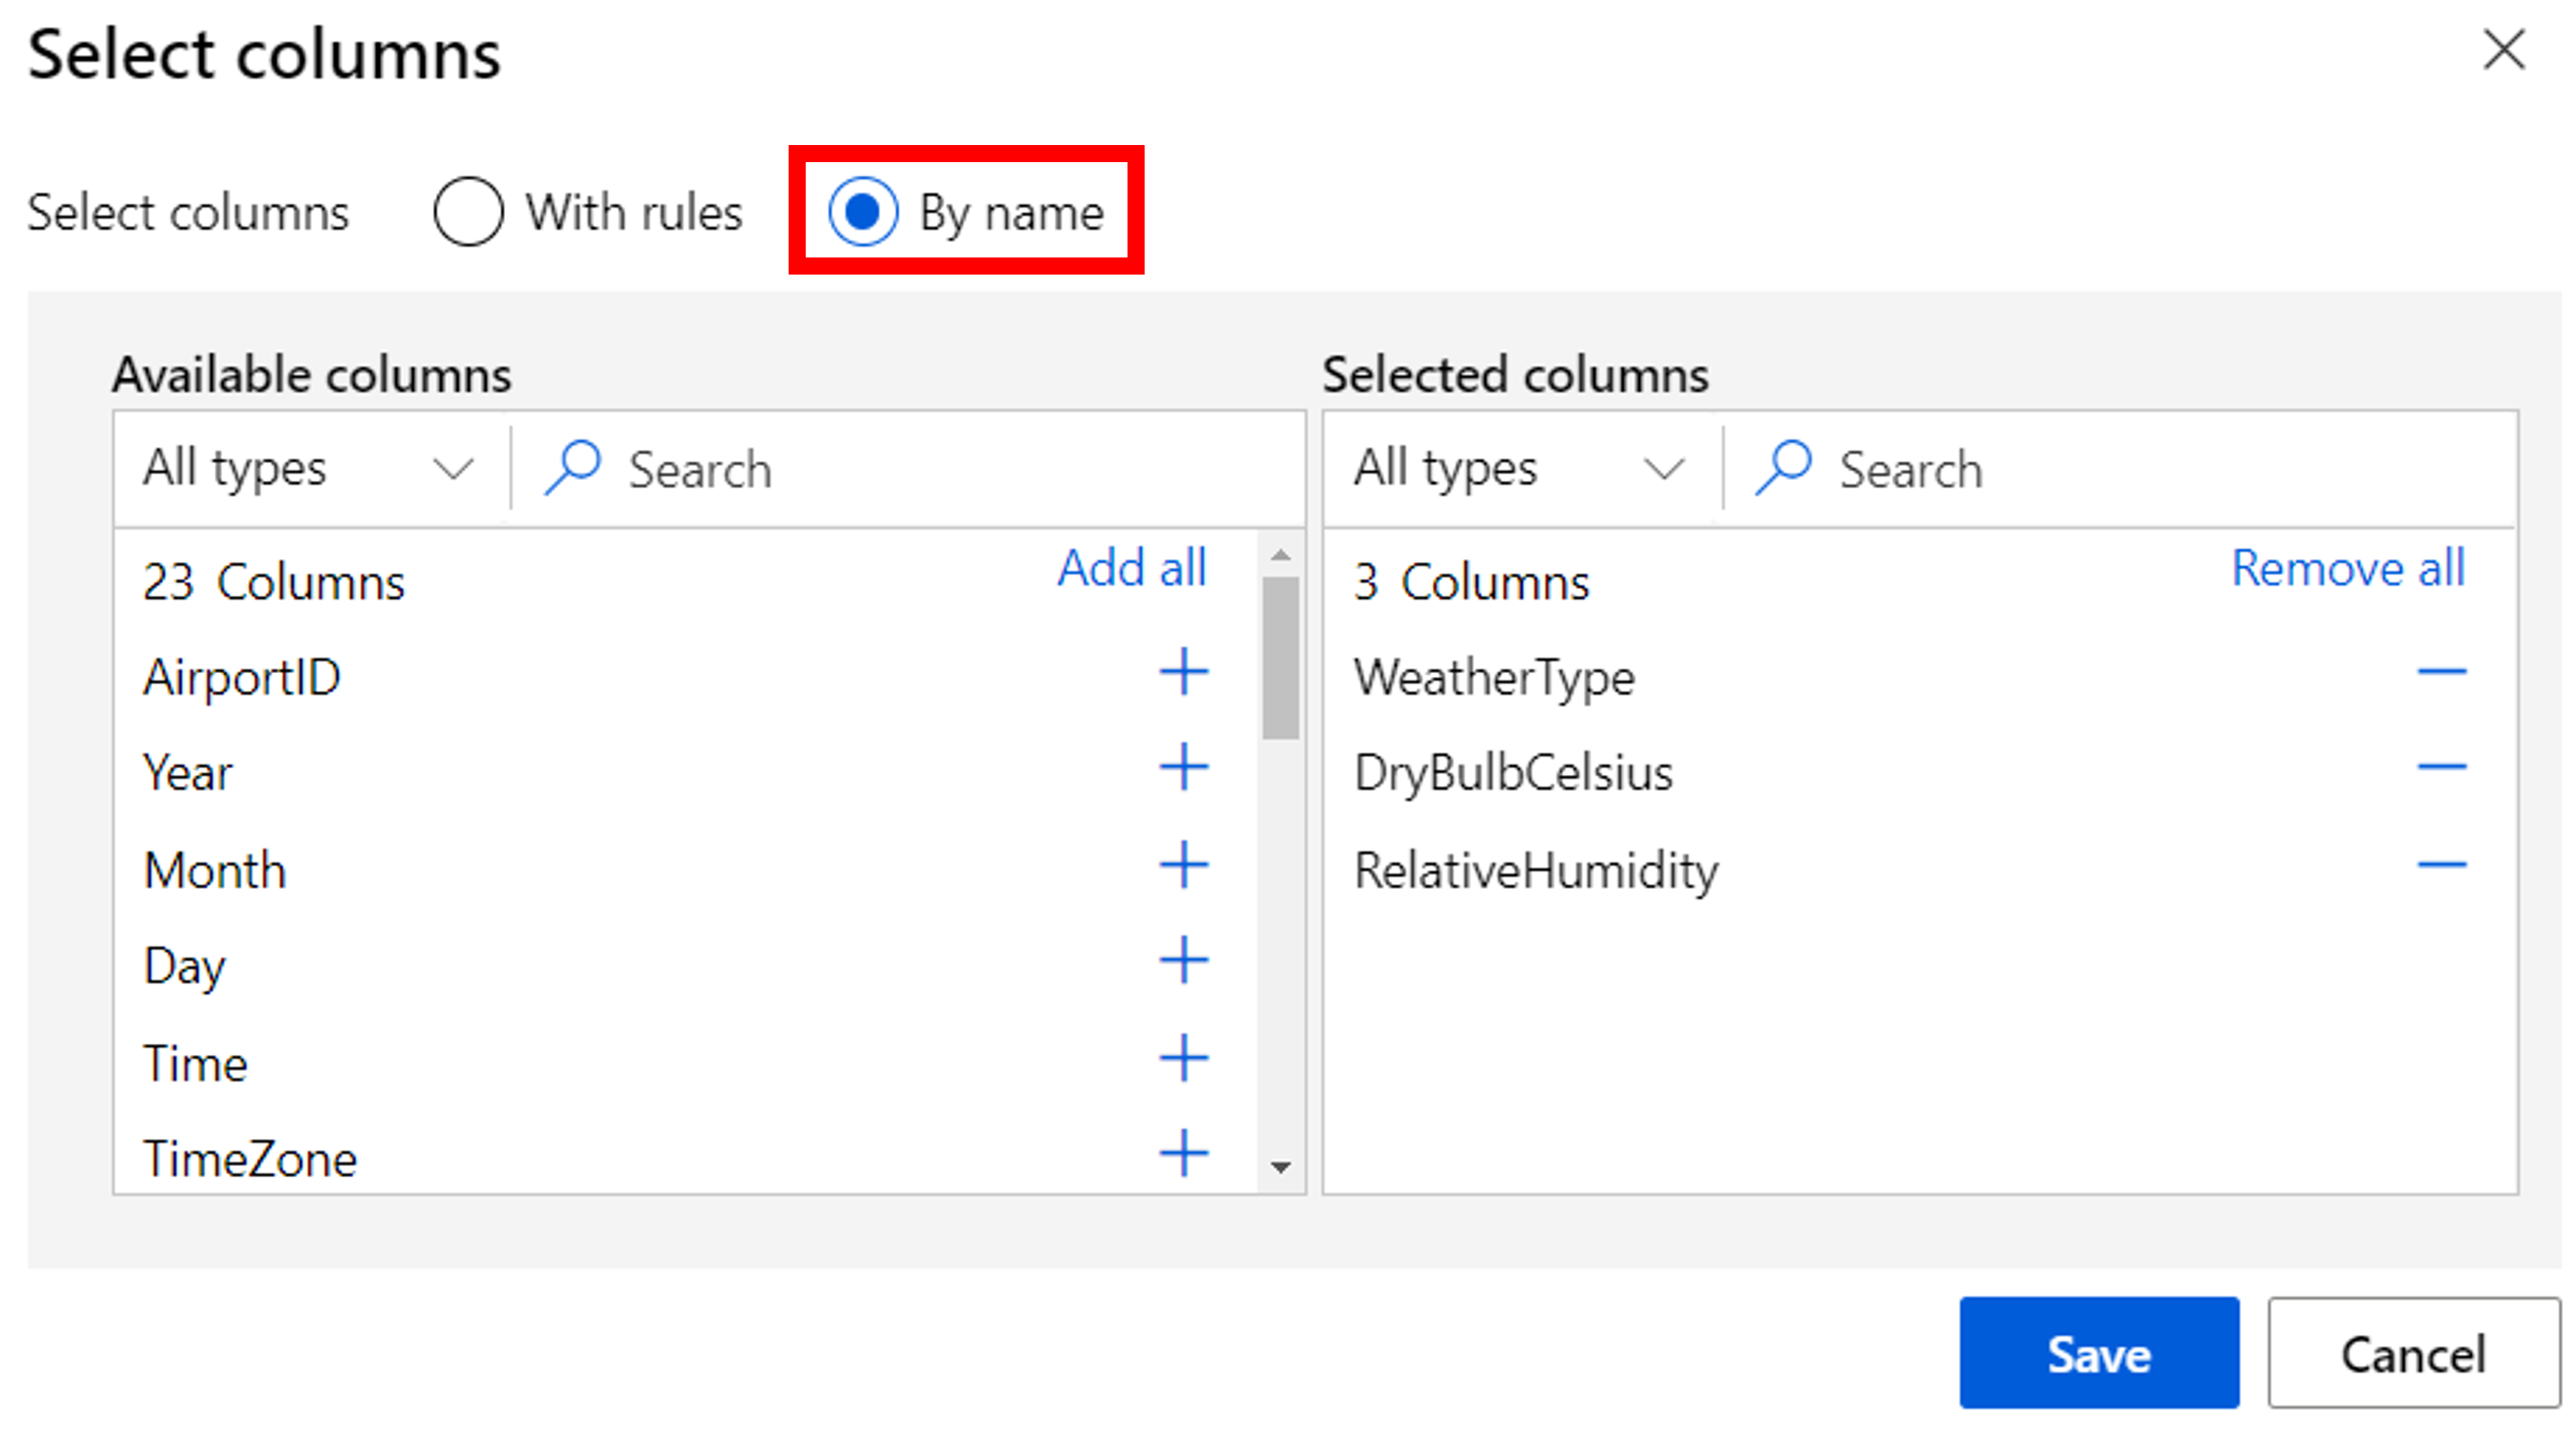 Select columns
Select columns With rules By name
Available columns
All types Search
23 Columns Add all
AirportID
Year
Month
Day
Time
TimeZone
Selected columns
All types Search
3 Columns Remove all
WeatherType
DryBulbCelsius
RelativeHumidity
Save Cancel